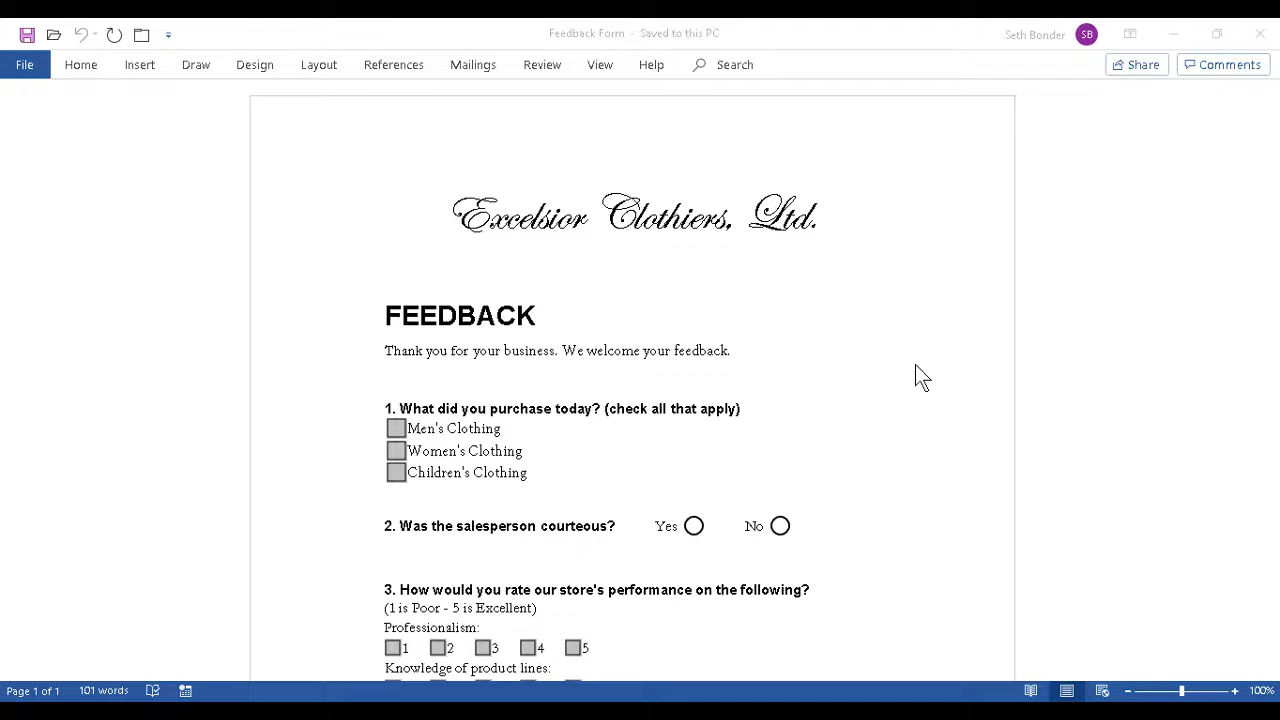 Feedback Form - Saved to this PC
Seth Bonder SB
File Home Insert Draw Design Layout References Mailings Review View Help Search Share Comments
Excelsior Clothiers, Ltd.
FEEDBACK
Thank you for your business. We welcome your feedback.
1. What did you purchase today? (check all that apply)
Men's Clothing
Women's Clothing
Children's Clothing
2. Was the salesperson courteous? Yes No
3. How would you rate our store's performance on the following?
(1 is Poor - 5 is Excellent)
Professionalism:
1 2 3 4 5
Knowledge of product lines:
Page 1 of 1 101 words 100%